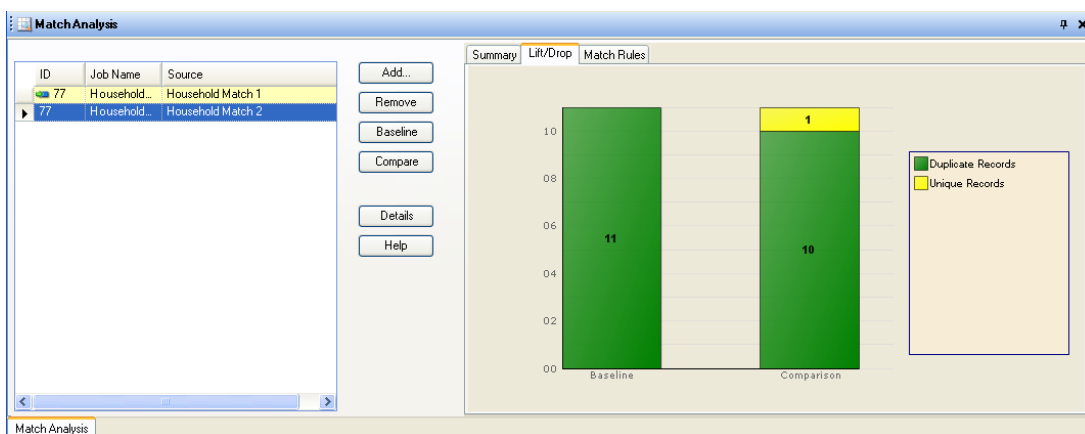 Match Analysis
ID Job Name Source
77 Household... Household Match 1
77 Household... Household Match 2
Add...
Remove
Baseline
Compare
Details
Help
Summary Lift/Drop Match Rules
10
08
06
04
02
00
11
1
10
Baseline Comparison
Duplicate Records
Unique Records
Match Analysis